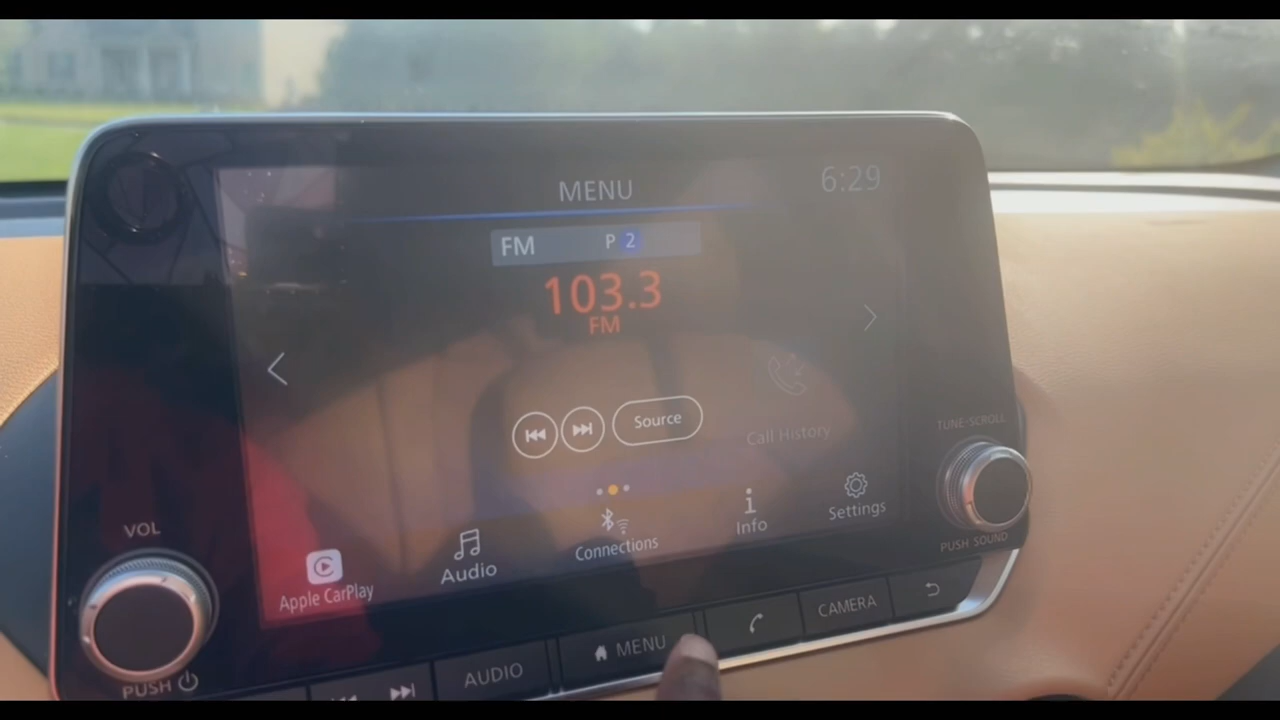 MENU
6:29
FM P 2
103.3
FM
Source
Call History
Apple CarPlay
Audio
Connections
Info
Settings
VOL
PUSH
TUNE·SCROLL
PUSH SOUND
AUDIO
MENU
CAMERA